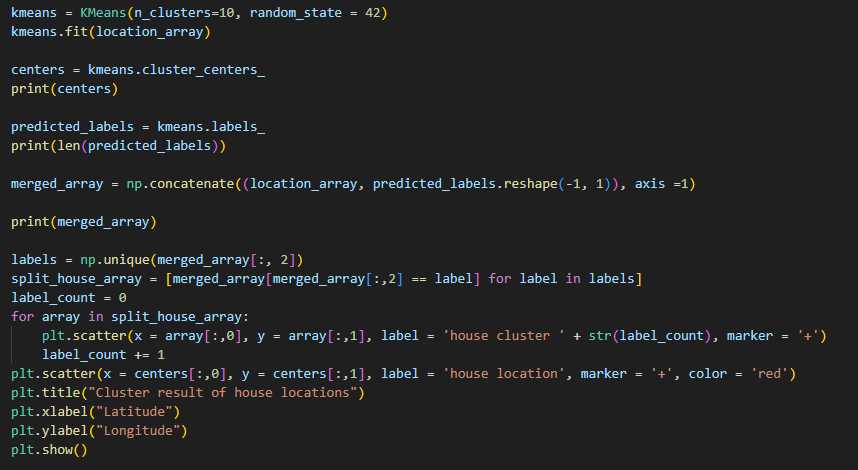 kmeans = KMeans(n_clusters=10, random_state = 42)
kmeans.fit(location_array)
centers = kmeans.cluster_centers_
print(centers)
predicted_labels = kmeans.labels_
print(len(predicted_labels))
merged_array = np.concatenate((location_array, predicted_labels.reshape(-1, 1)), axis =1)
print(merged_array)
labels = np.unique(merged_array[:, 2])
split_house_array = [merged_array[merged_array[:,2] == label] for label in labels]
label_count = 0
for array in split_house_array:
    plt.scatter(x = array[:,0], y = array[:,1], label = 'house cluster ' + str(label_count), marker = '+')
    label_count += 1
plt.scatter(x = centers[:,0], y = centers[:,1], label = 'house location', marker = '+', color = 'red')
plt.title("Cluster result of house locations")
plt.xlabel("Latitude")
plt.ylabel("Longitude")
plt.show()